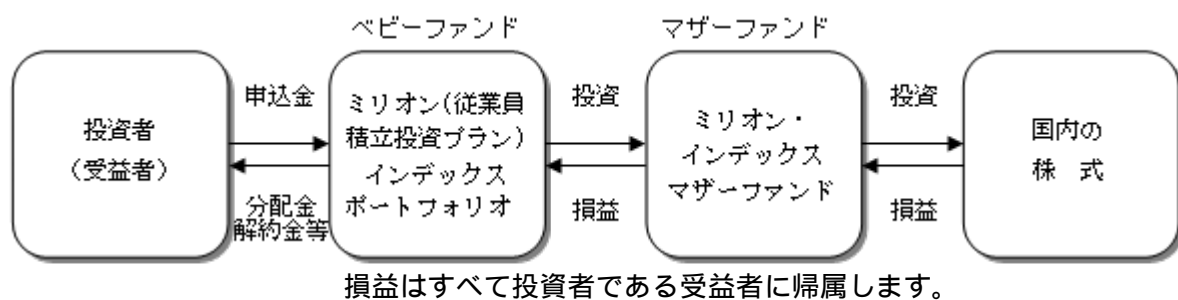 ベビーファンド
マザーファンド
投資者
(受益者)
申込金
分配金
解約金等
ミリオン(従業員
積立投資プラン)
インデックス
ポートフォリオ
投資
損益
ミリオン・
インデックス
マザーファンド
投資
損益
国内の
株 式
損益はすべて投資者である受益者に帰属します。